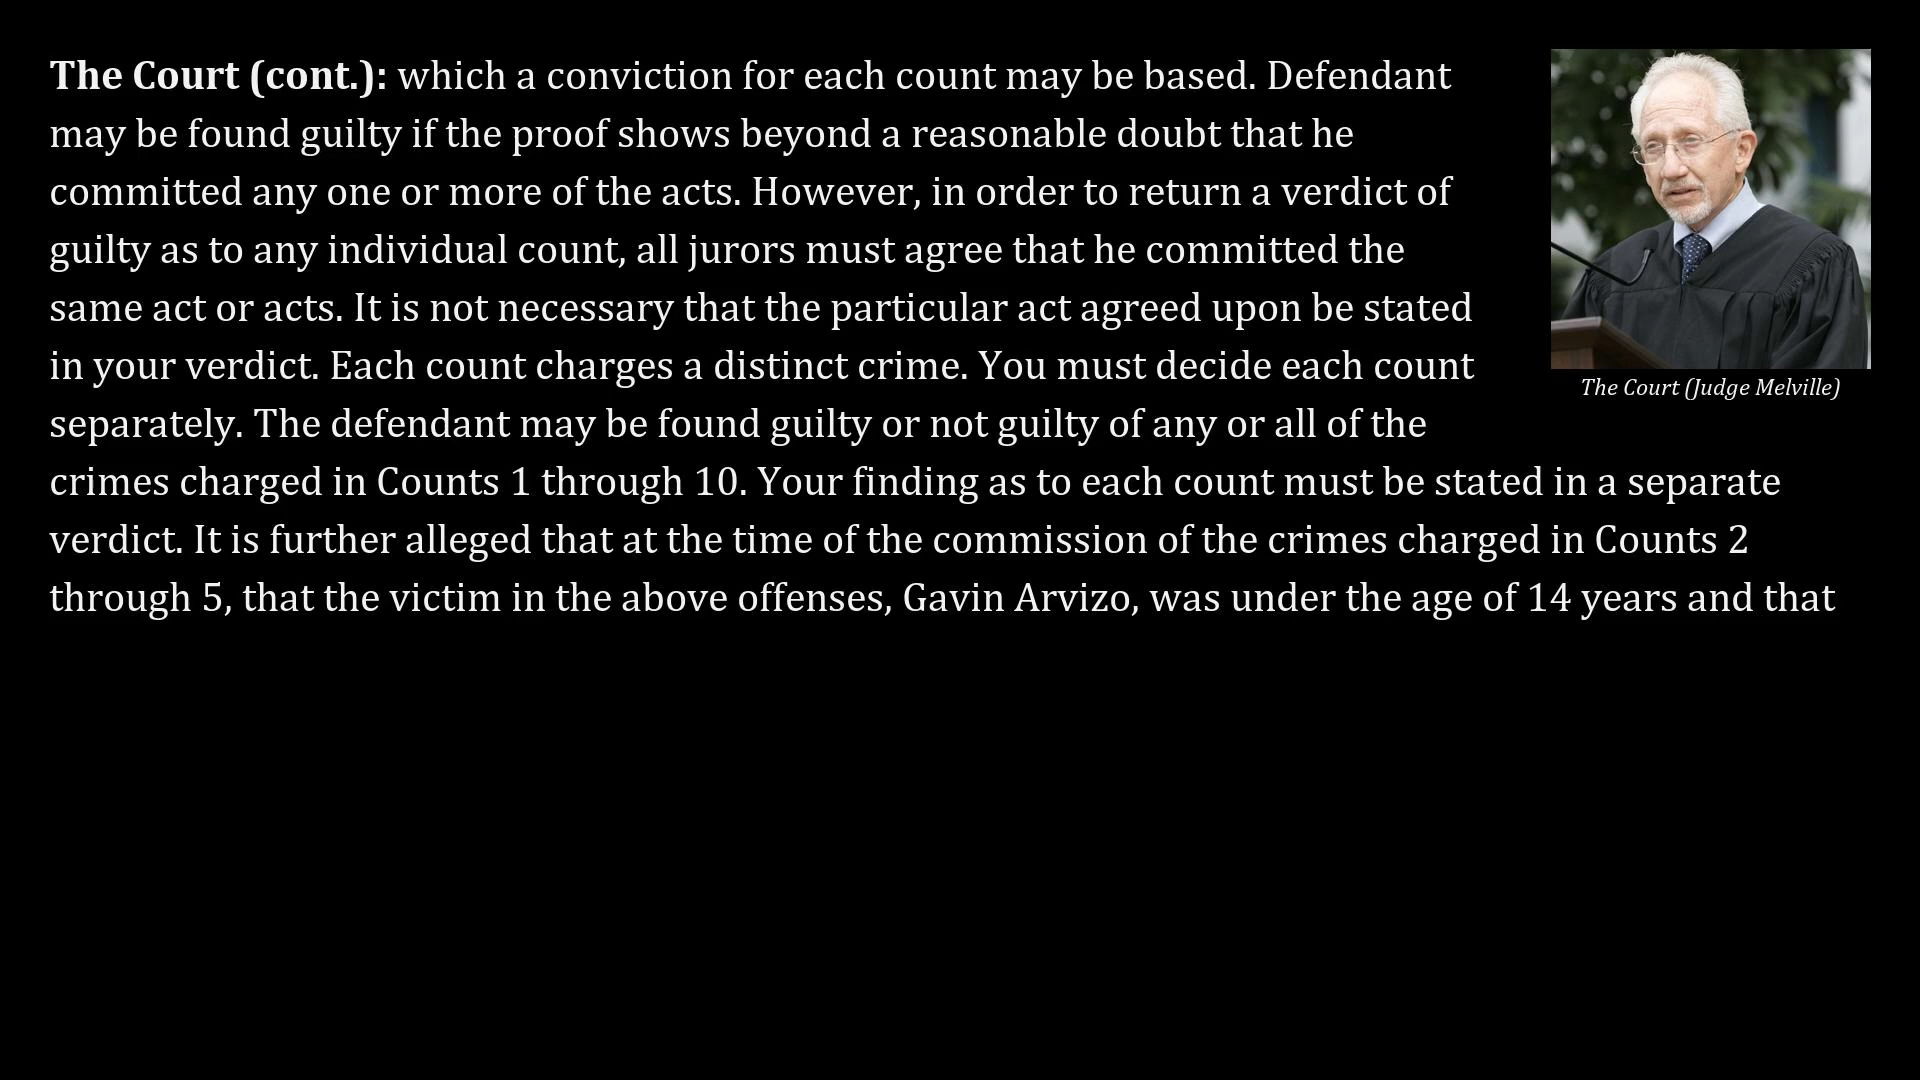 The Court (cont.): which a conviction for each count may be based. Defendant
may be found guilty if the proof shows beyond a reasonable doubt that he
committed any one or more of the acts. However, in order to return a verdict of
guilty as to any individual count, all jurors must agree that he committed the
same act or acts. It is not necessary that the particular act agreed upon be stated
in your verdict. Each count charges a distinct crime. You must decide each count
separately. The defendant may be found guilty or not guilty of any or all of the
crimes charged in Counts 1 through 10. Your finding as to each count must be stated in a separate
verdict. It is further alleged that at the time of the commission of the crimes charged in Counts 2
through 5, that the victim in the above offenses, Gavin Arvizo, was under the age of 14 years and that
The Court (Judge Melville)